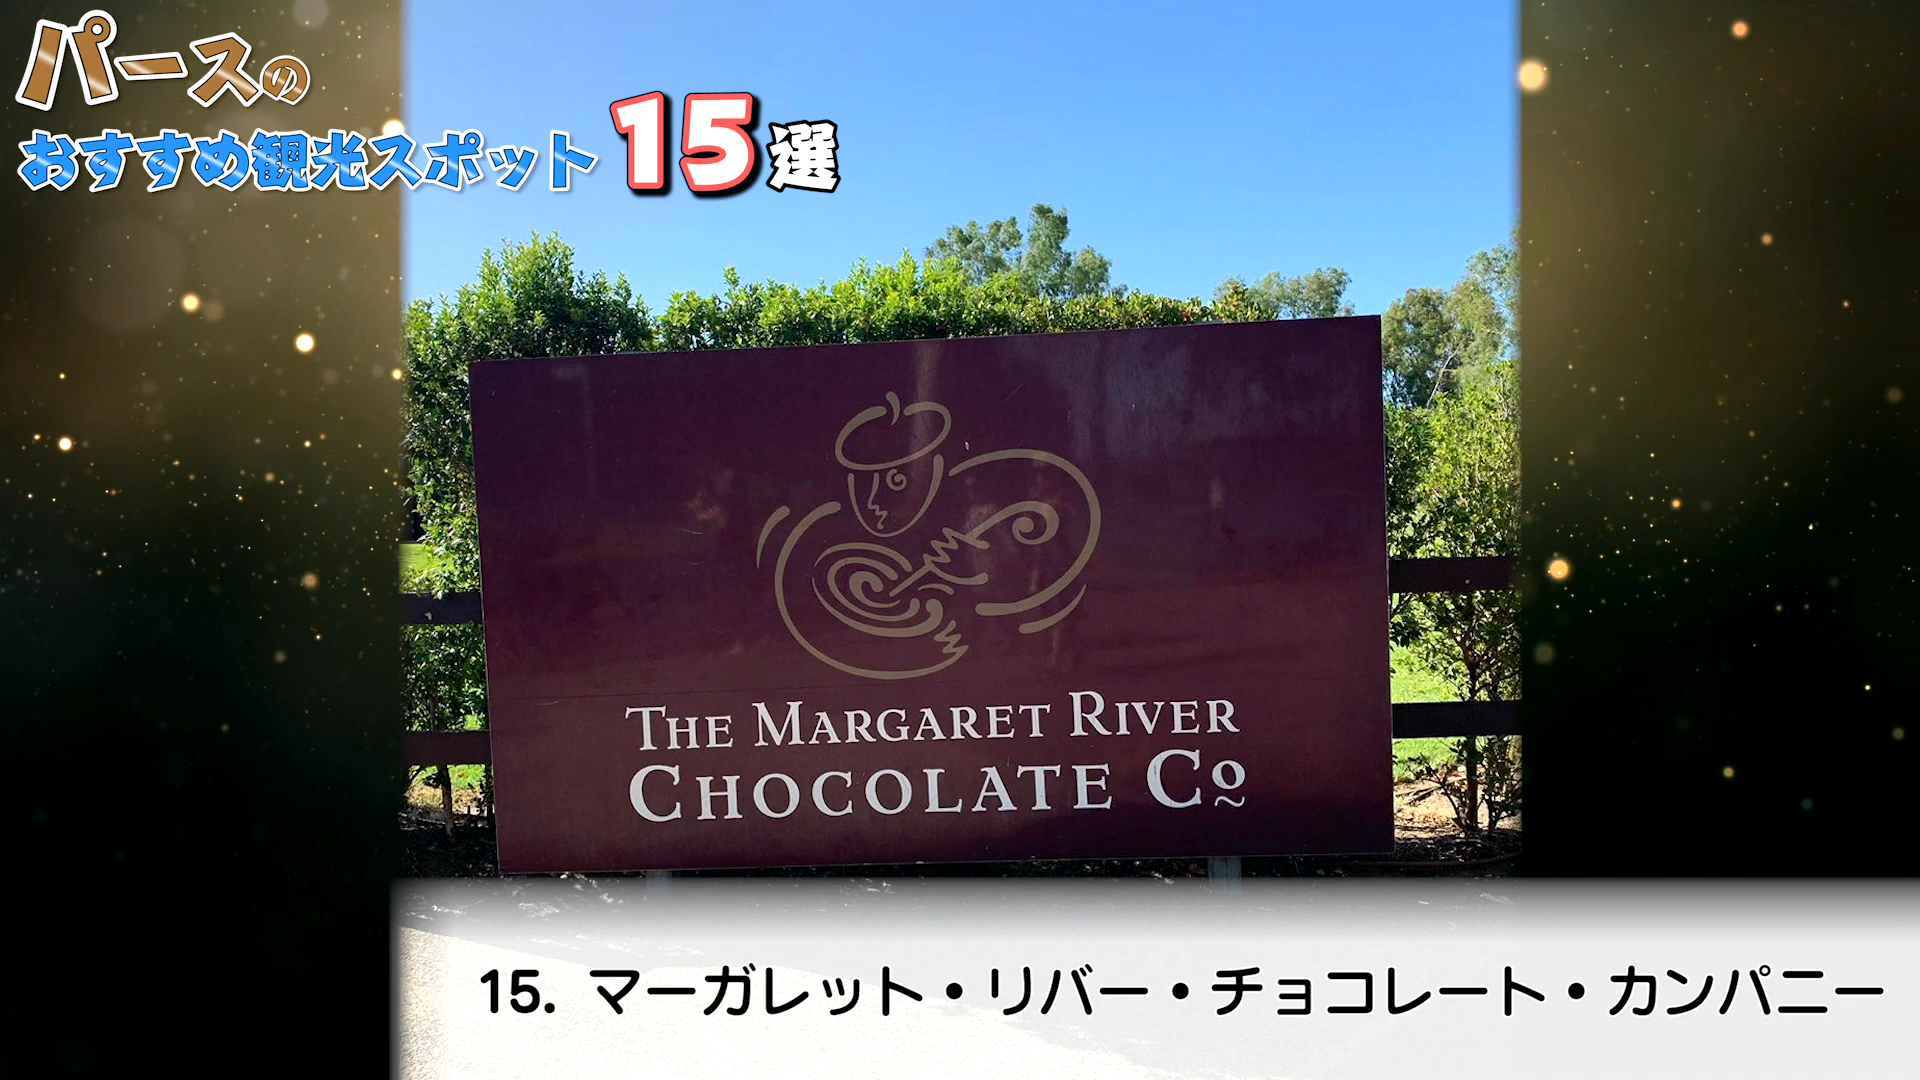 パースの
おすすめ観光スポット15選
THE MARGARET RIVER
CHOCOLATE Co
15. マーガレット・リバー・チョコレート・カンパニー